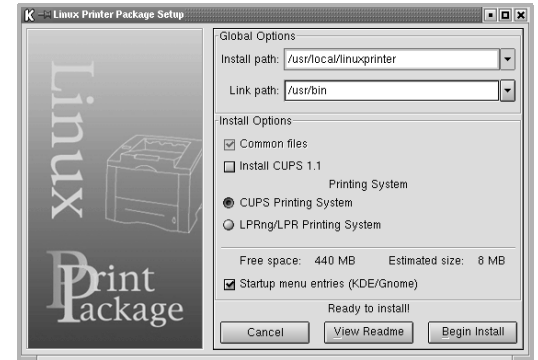 Linux Printer Package Setup
Linux
Print
Package
Global Options
Install path: /usr/local/linuxprinter
Link path: /usr/bin
Install Options
Common files
Install CUPS 1.1
Printing System
CUPS Printing System
LPRng/LPR Printing System
Free space: 440 MB Estimated size: 8 MB
Startup menu entries (KDE/Gnome)
Ready to install!
Cancel View Readme Begin Install